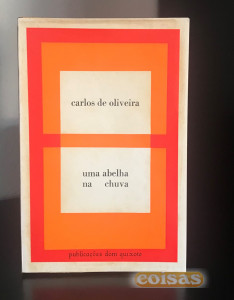 carlos de oliveira
uma abelha
na chuva
publicações dom quixote
coisas